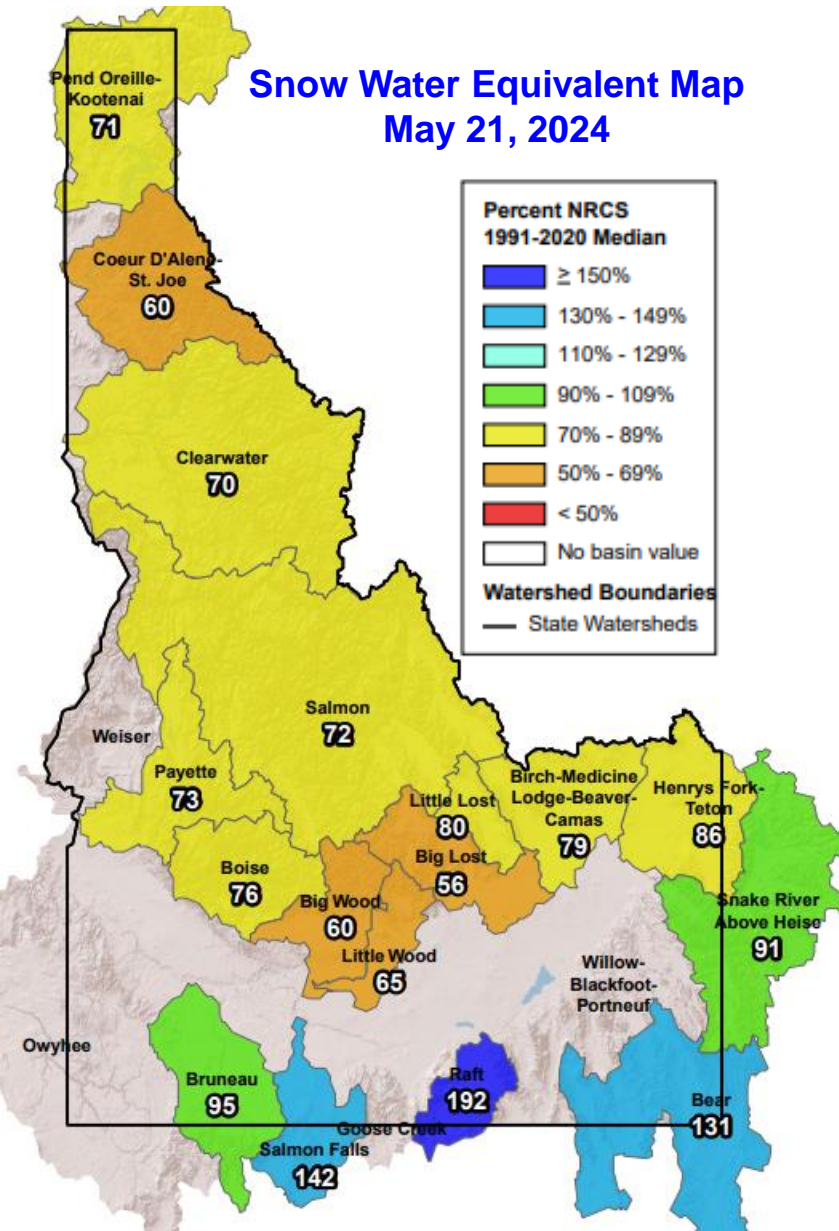 Snow Water Equivalent Map
May 21, 2024
Pend Oreille-
Kootenai
71
Percent NRCS
1991-2020 Median
≥ 150%
130% - 149%
110% - 129%
90% - 109%
70% - 89%
50% - 69%
< 50%
No basin value
Watershed Boundaries
State Watersheds
Coeur D'Alene-
St. Joe
60
Clearwater
70
Salmon
72
Weiser
Payette
73
Boise
76
Little Lost
80
Big Lost
56
Birch-Medicine
Lodge-Beaver-
Camas
79
Henrys Fork-
Teton
86
Big Wood
60
Little Wood
65
Snake River
Above Heise
91
Willow-
Blackfoot-
Portneuf
Owyhee
Bruneau
95
Salmon Falls
142
Goose Creek
Raft
192
Bear
131